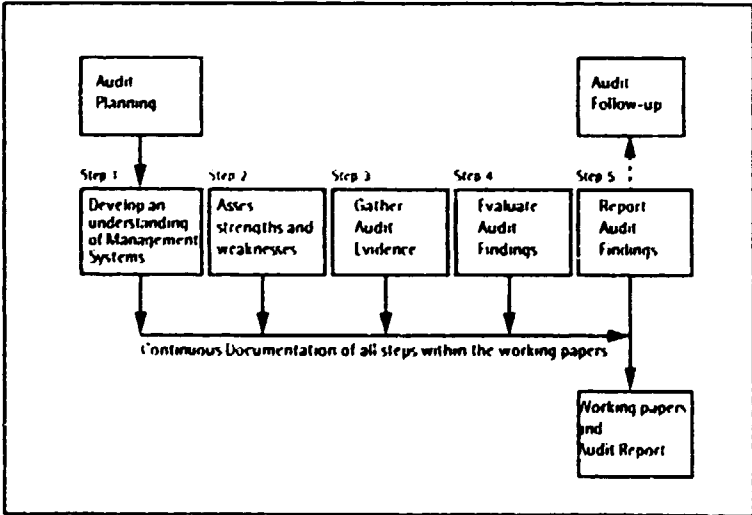 Audit
Planning
Audit
Follow-up
Step 1
Step 2
Step 3
Step 4
Step 5
Develop an
understanding
of Management
Systems
Asses
strengths and
weaknesses
Gather
Audit
Evidence
Evaluate
Audit
Findings
Report
Audit
Findings
Continuous Documentation of all steps within the working papers
Working papers
and
Audit Report